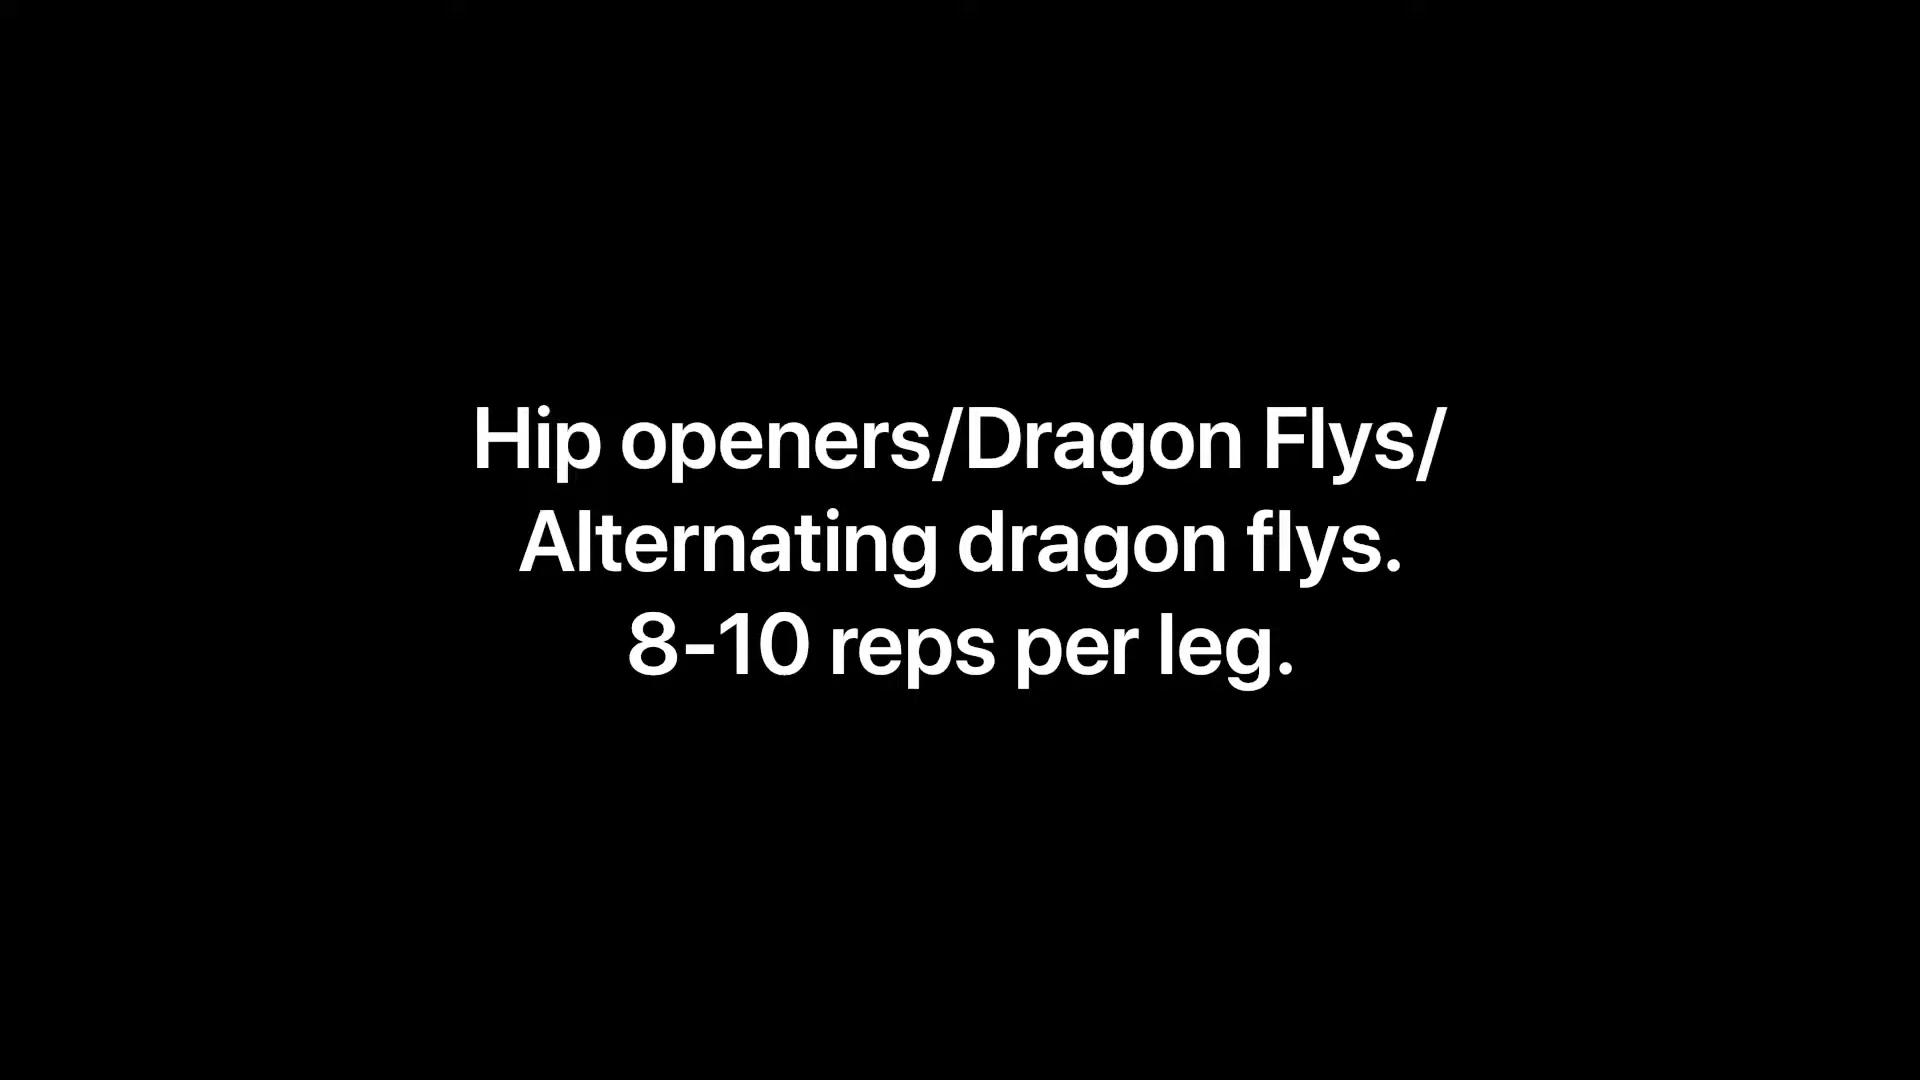 Hip openers/Dragon Flys/
Alternating dragon flys.
8-10 reps per leg.